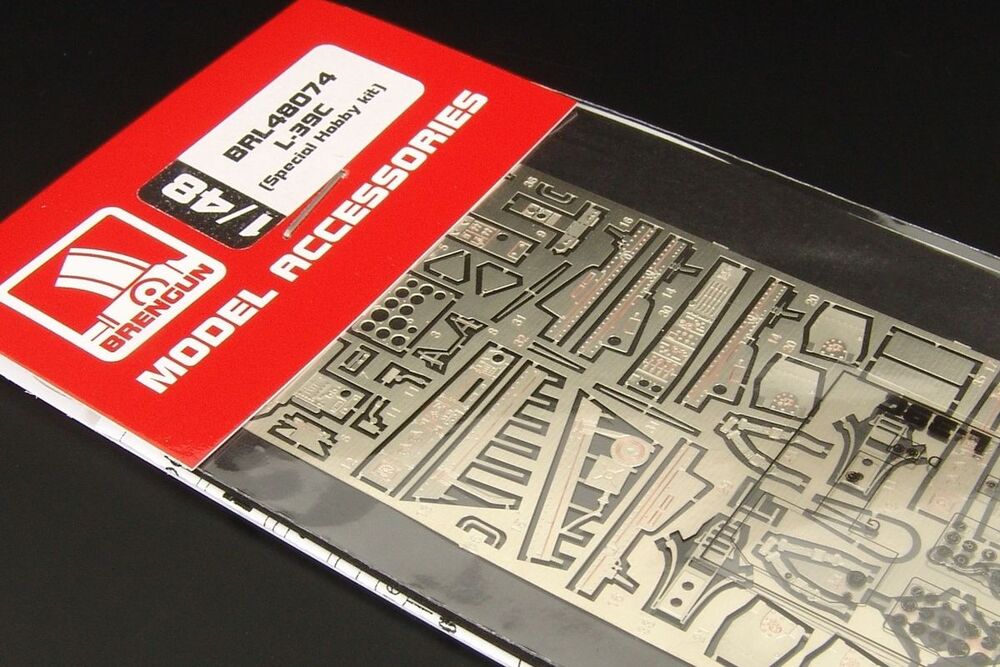 BRL48074
L-39C
(Special Hobby kit)
1/48
BRENGUN
MODEL ACCESSORIES